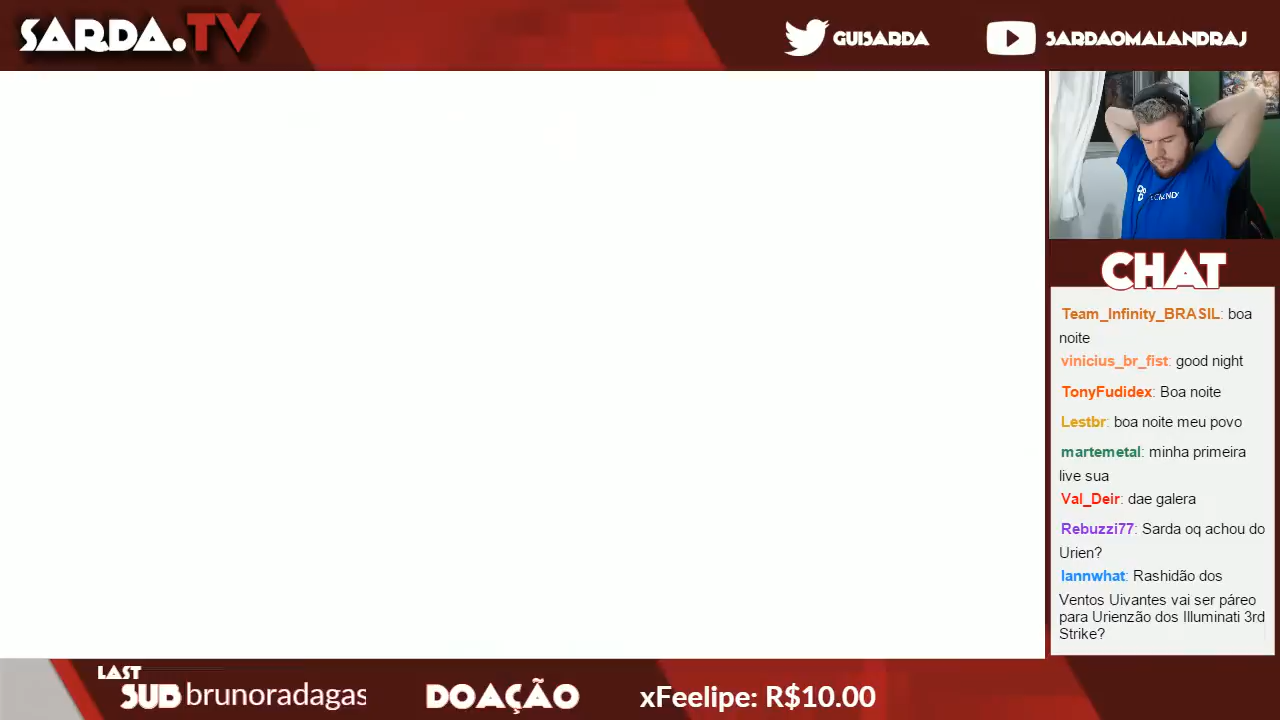 SARDA.TV
GUISARDA
SARDAOMALANDRAJ
CHAT
Team_Infinity_BRASIL: boa
noite
vinicius_br_fist: good night
TonyFudidex: Boa noite
Lestbr: boa noite meu povo
martemetal: minha primeira
live sua
Val_Deir: dae galera
Rebuzzi77: Sarda oq achou do
Urien?
Iannwhat: Rashidão dos
Ventos Uivantes vai ser páreo
para Urienzão dos Illuminati 3rd
Strike?
LAST
SUB brunoradagas
DOAÇÃO
xFeelipe: R$10.00